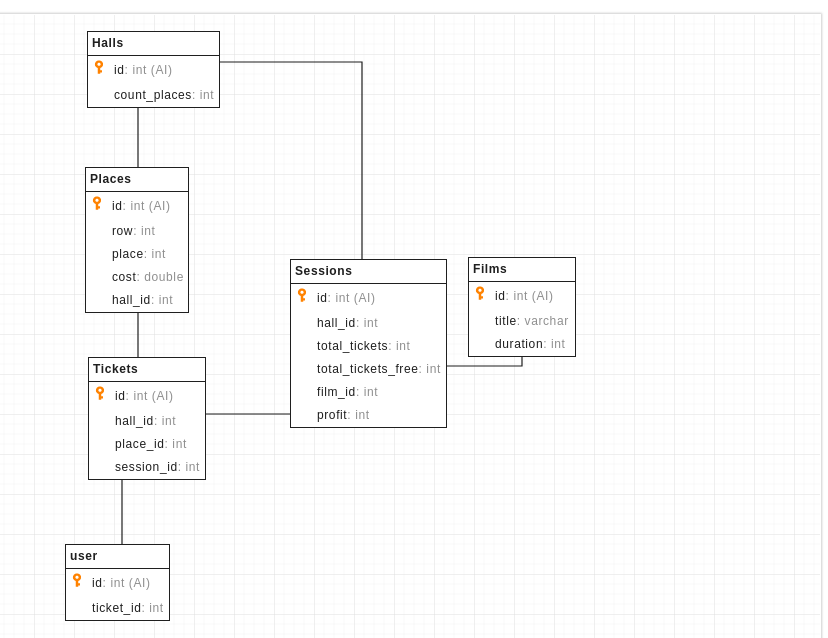 Halls
id: int (AI)
count_places: int
Places
id: int (AI)
row: int
place: int
cost: double
hall_id: int
Sessions
id: int (AI)
hall_id: int
total_tickets: int
total_tickets_free: int
film_id: int
profit: int
Films
id: int (AI)
title: varchar
duration: int
Tickets
id: int (AI)
hall_id: int
place_id: int
session_id: int
user
id: int (AI)
ticket_id: int